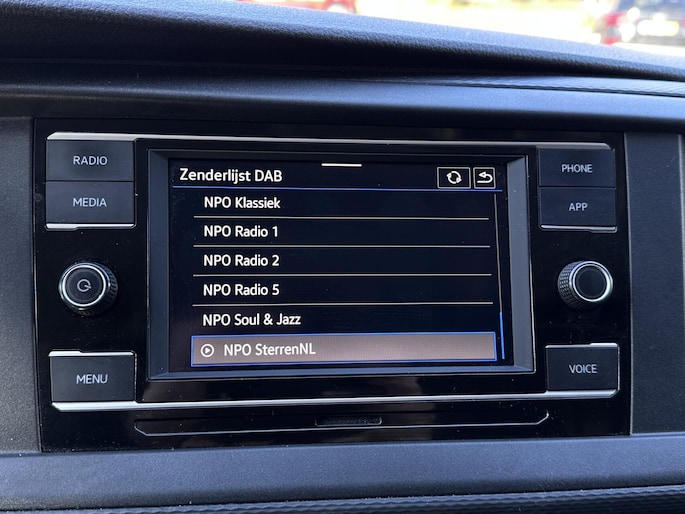 RADIO
MEDIA
MENU
Zenderlijst DAB
NPO Klassiek
NPO Radio 1
NPO Radio 2
NPO Radio 5
NPO Soul & Jazz
NPO SterrenNL
PHONE
APP
VOICE